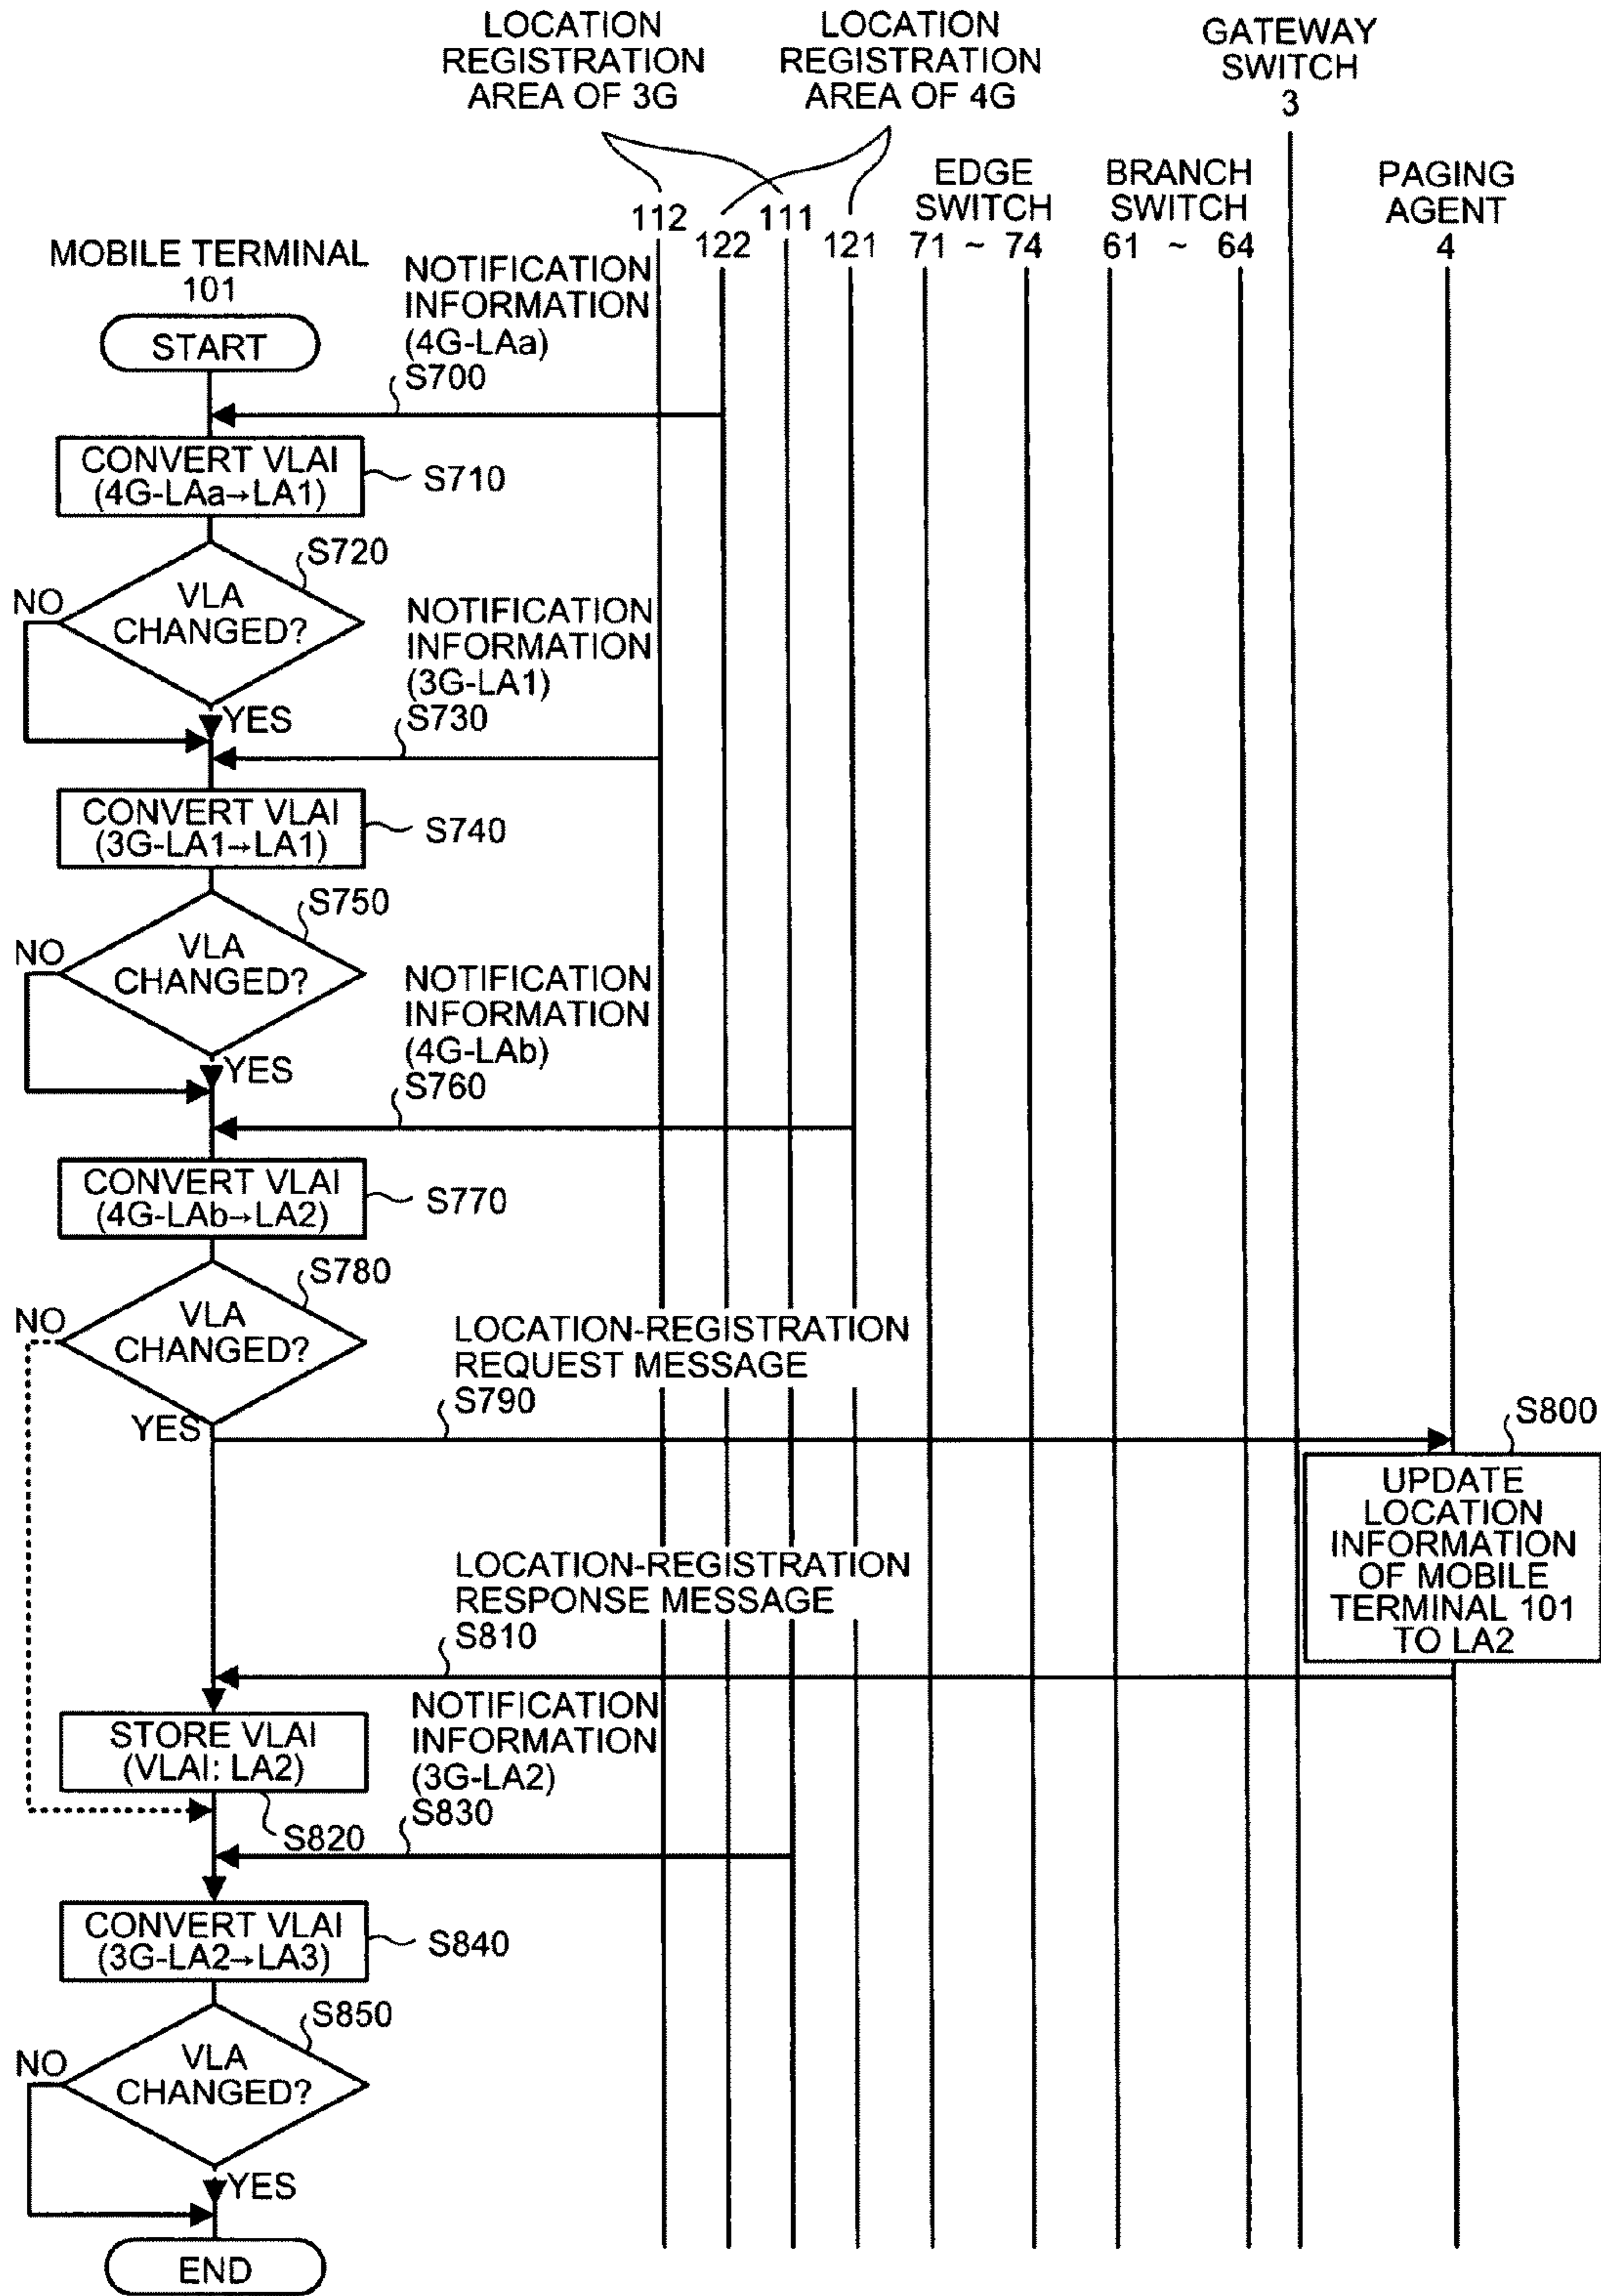 LOCATION
REGISTRATION
AREA OF 3G
LOCATION
REGISTRATION
AREA OF 4G
GATEWAY
SWITCH
3
EDGE
SWITCH
71 ~ 74
BRANCH
SWITCH
61 ~ 64
PAGING
AGENT
4
112
122
111
121
MOBILE TERMINAL
101
START
NOTIFICATION
INFORMATION
(4G-LAa)
S700
CONVERT VLAI
(4G-LAa→LA1)
S710
S720
VLA
CHANGED?
NO
YES
NOTIFICATION
INFORMATION
(3G-LA1)
S730
CONVERT VLAI
(3G-LA1→LA1)
S740
S750
VLA
CHANGED?
NO
YES
NOTIFICATION
INFORMATION
(4G-LAb)
S760
CONVERT VLAI
(4G-LAb→LA2)
S770
S780
VLA
CHANGED?
NO
YES
LOCATION-REGISTRATION
REQUEST MESSAGE
S790
S800
UPDATE
LOCATION
INFORMATION
OF MOBILE
TERMINAL 101
TO LA2
LOCATION-REGISTRATION
RESPONSE MESSAGE
S810
STORE VLAI
(VLAI: LA2)
S820
NOTIFICATION
INFORMATION
(3G-LA2)
S830
CONVERT VLAI
(3G-LA2→LA3)
S840
S850
VLA
CHANGED?
NO
YES
END